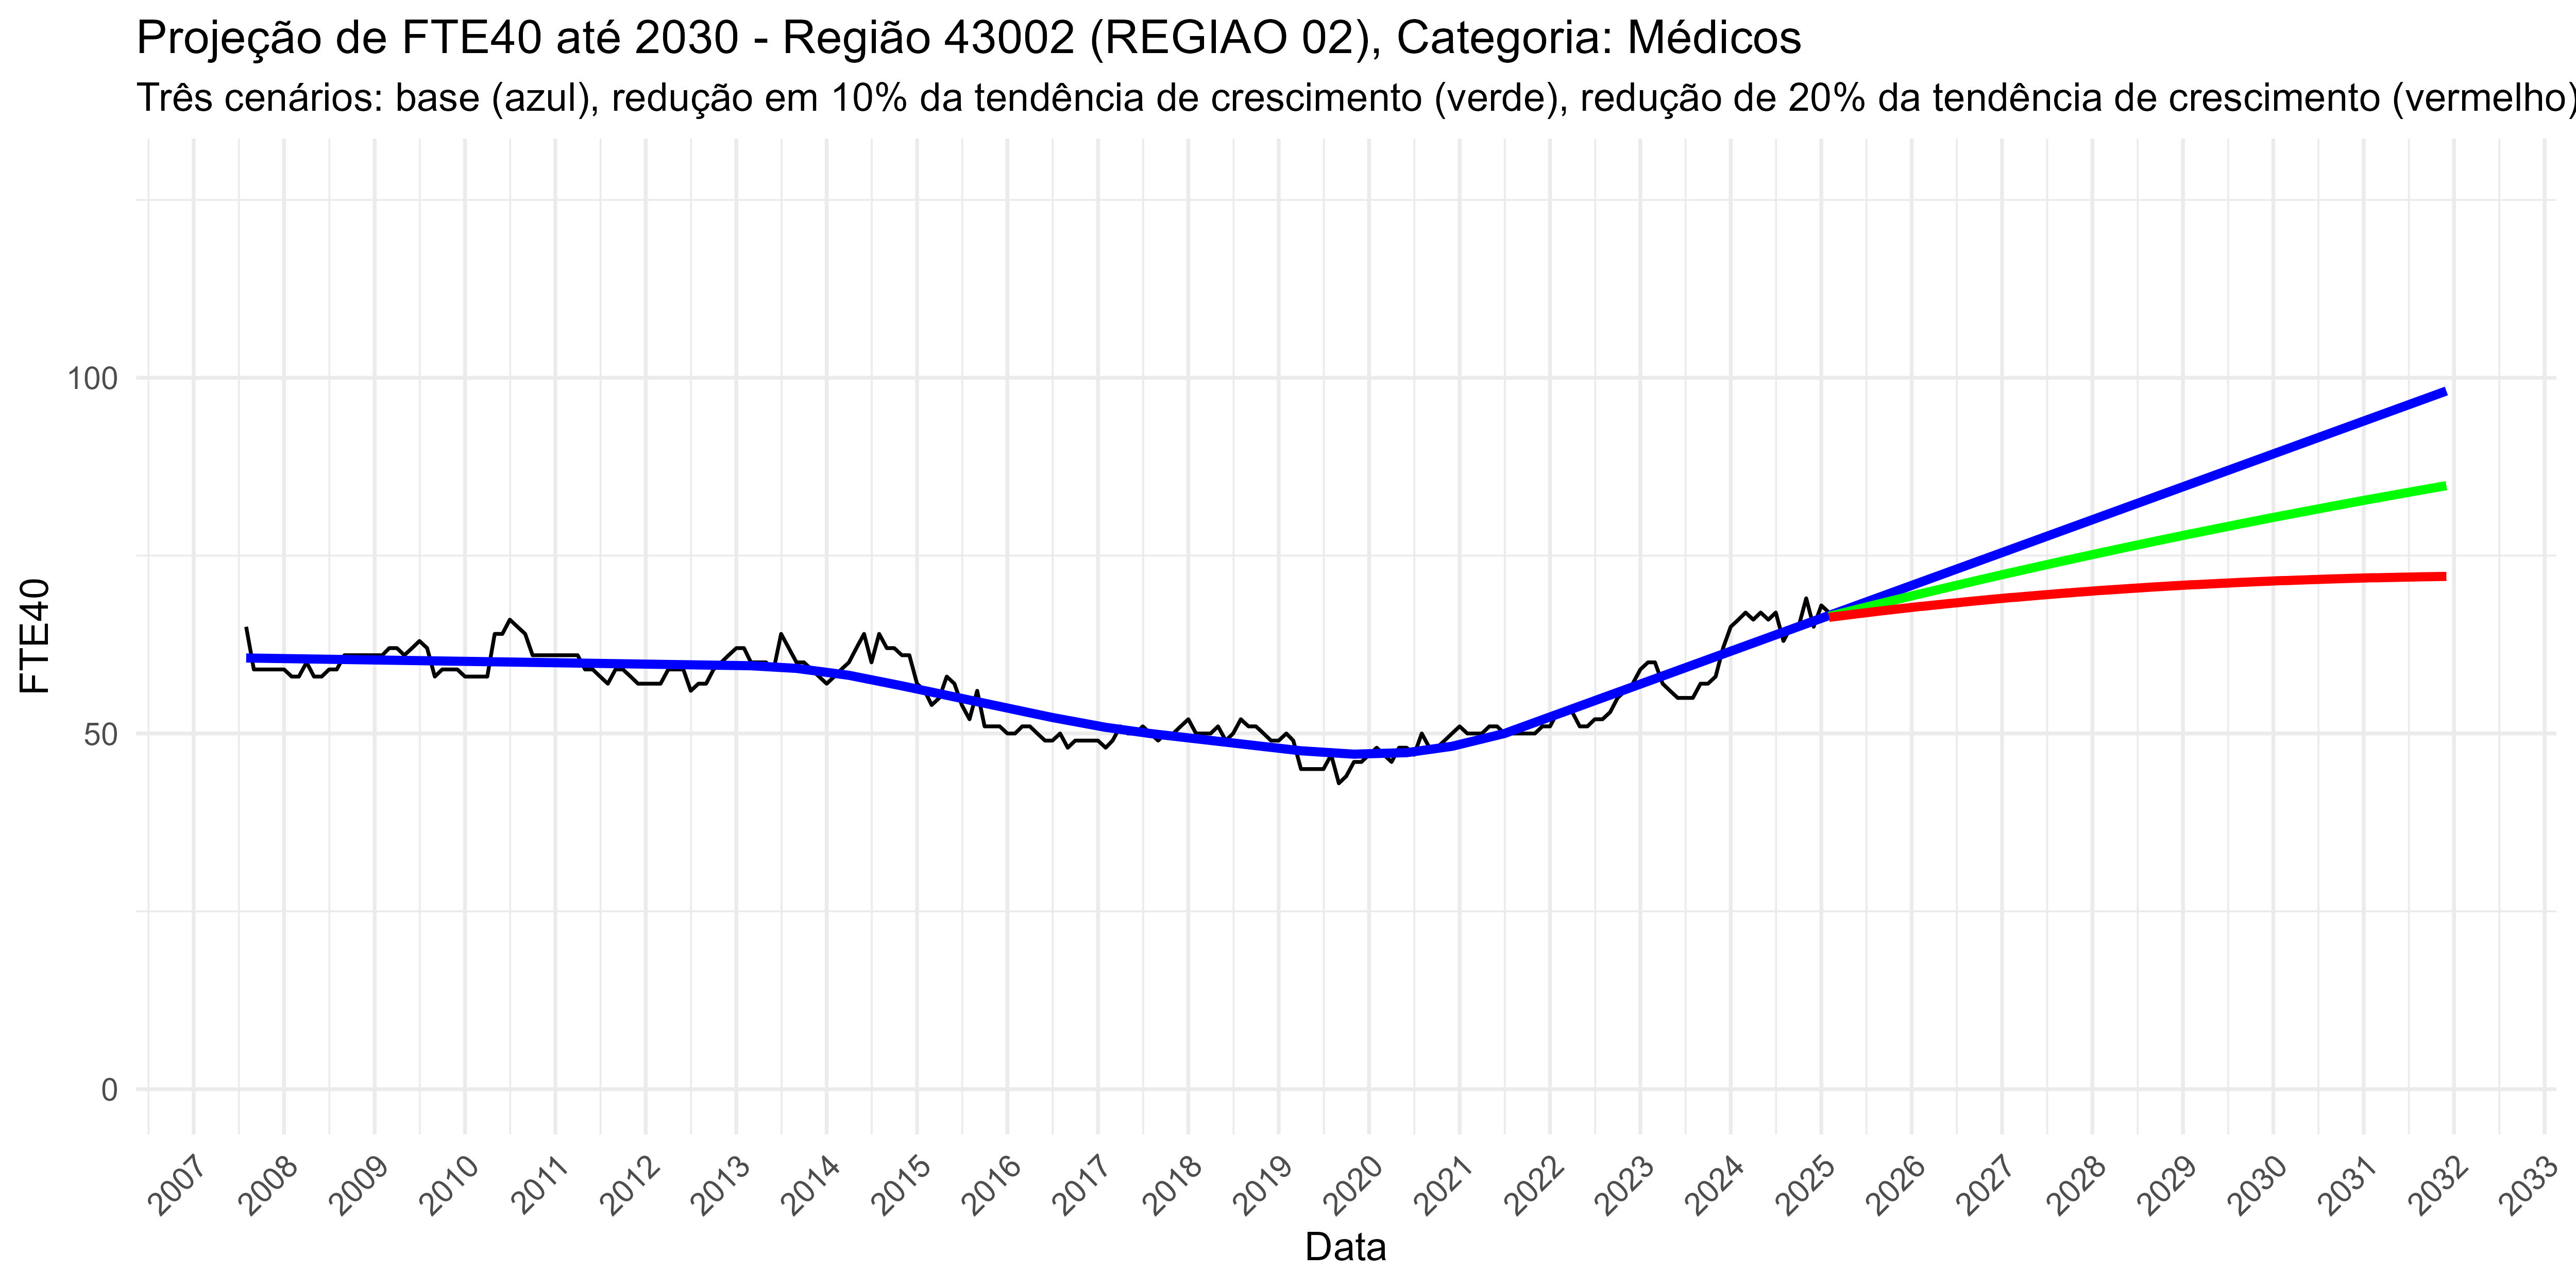 Projeção de FTE40 até 2030 - Região 43002 (REGIAO 02), Categoria: Médicos
Três cenários: base (azul), redução em 10% da tendência de crescimento (verde), redução de 20% da tendência de crescimento (vermelho)
FTE40
100
50
0
2007 2008 2009 2010 2011 2012 2013 2014 2015 2016 2017 2018 2019 2020 2021 2022 2023 2024 2025 2026 2027 2028 2029 2030 2031 2032 2033
Data